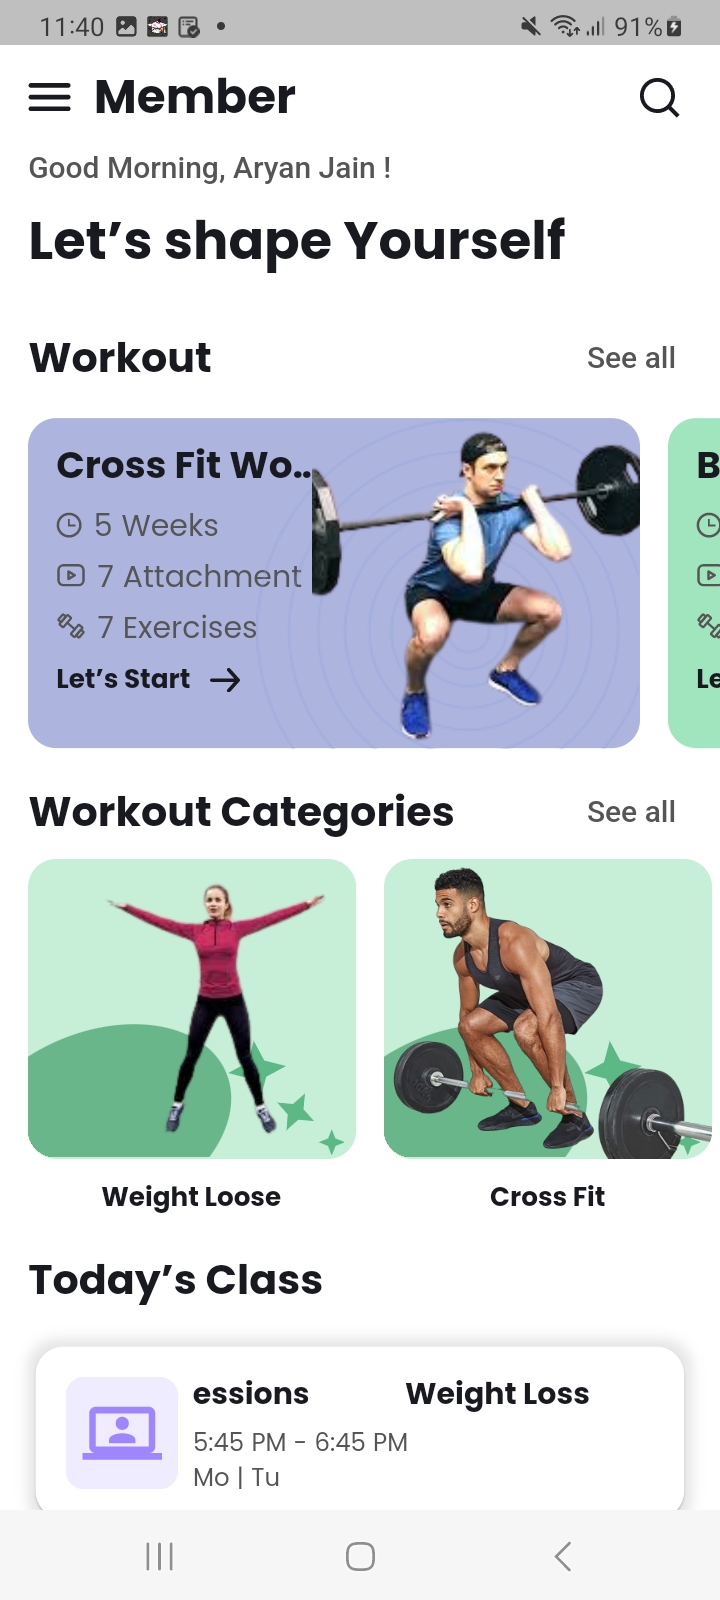 11:40 91%
Member
Good Morning, Aryan Jain !
Let’s shape Yourself
Workout See all
Cross Fit Wo.. B
5 Weeks
7 Attachment
7 Exercises
Let’s Start Le
Workout Categories See all
Weight Loose Cross Fit
Today’s Class
essions Weight Loss
5:45 PM - 6:45 PM
Mo | Tu